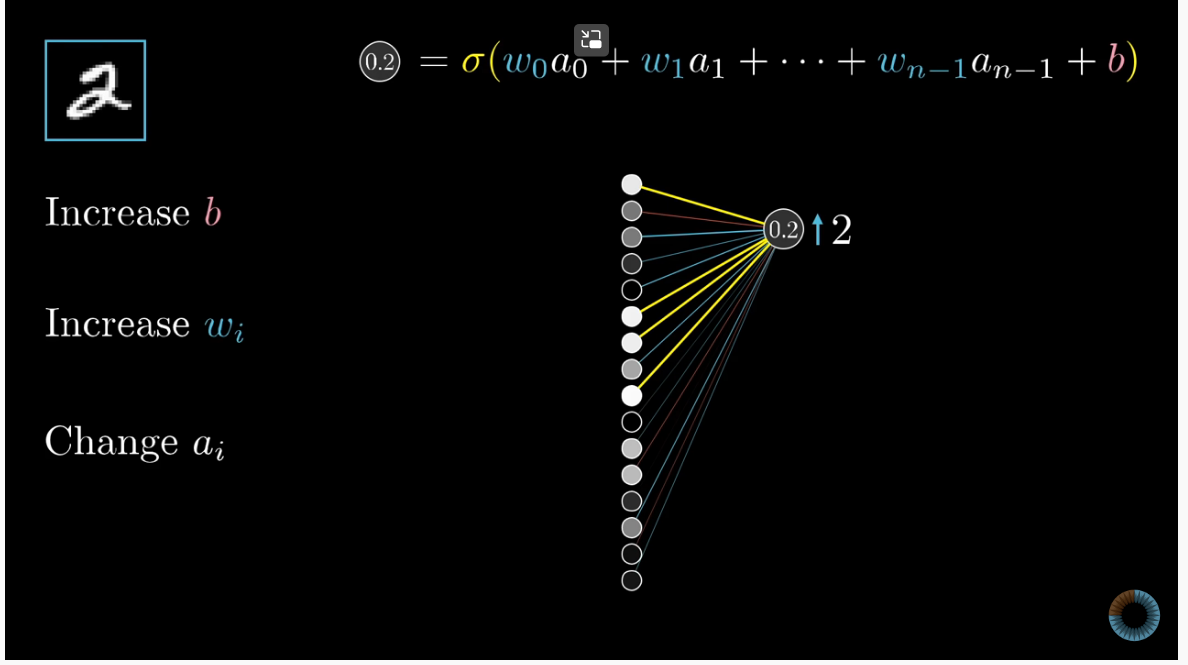 0.2 = σ(w₀a₀ + w₁a₁ + ··· + wₙ₋₁aₙ₋₁ + b)
2
Increase b
0.2 2
Increase wᵢ
Change aᵢ